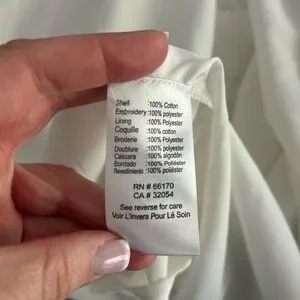 Shell :100% Cotton
Embroidery:100% polyester
Lining :100% Polyester
Coquille :100% cotton
Broderie :100% Polyester
Doublure :100% polyester
Cáscara :100% algodón
Bordado :100% Poliéster
Revestimiento :100% poliéster
RN # 66170
CA # 32054
See reverse for care
Voir L'Invers Pour Lé Soin